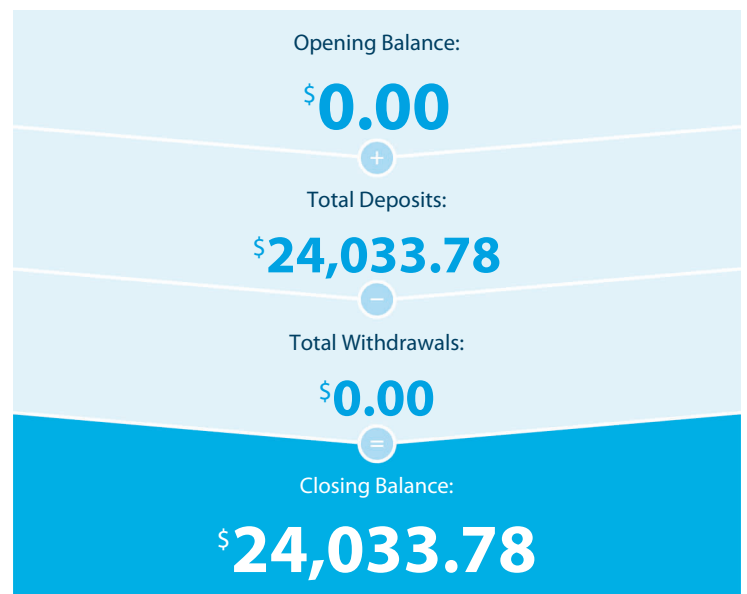 Opening Balance:
$0.00
+
Total Deposits:
$24,033.78
−
Total Withdrawals:
$0.00
=
Closing Balance:
$24,033.78